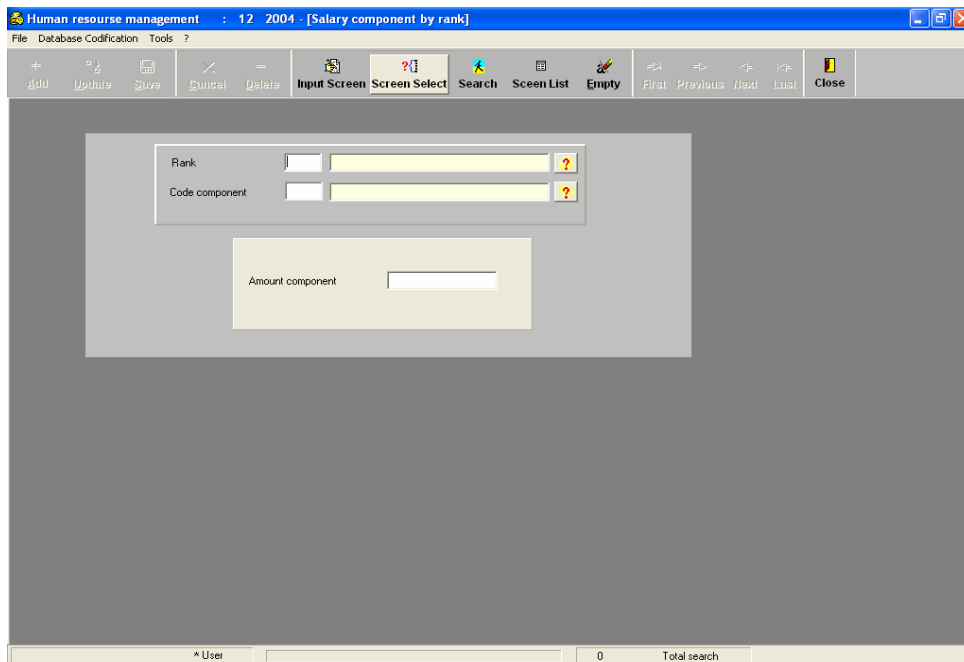 Human resourse management : 12 2004 - [Salary component by rank]
File Database Codification Tools ?
Add Update Save Cancel Delete Input Screen Screen Select Search Sceen List Empty First Previous Next Last Close
Rank ?
Code component ?
Amount component
* User 0 Total search